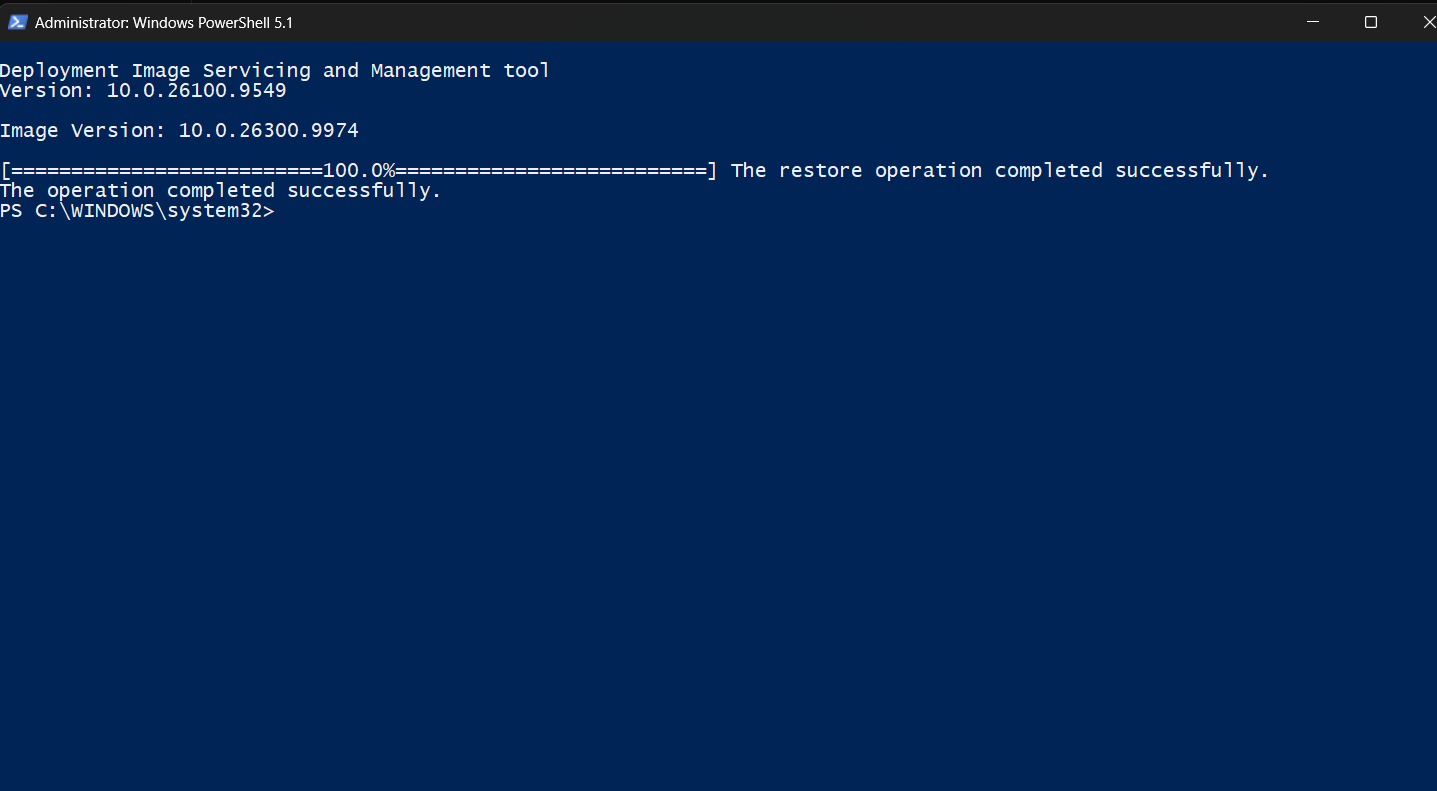 Administrator: Windows PowerShell 5.1
Deployment Image Servicing and Management tool
Version: 10.0.26100.9549
Image Version: 10.0.26300.9974
[==========================100.0%==========================] The restore operation completed successfully.
The operation completed successfully.
PS C:\WINDOWS\system32>